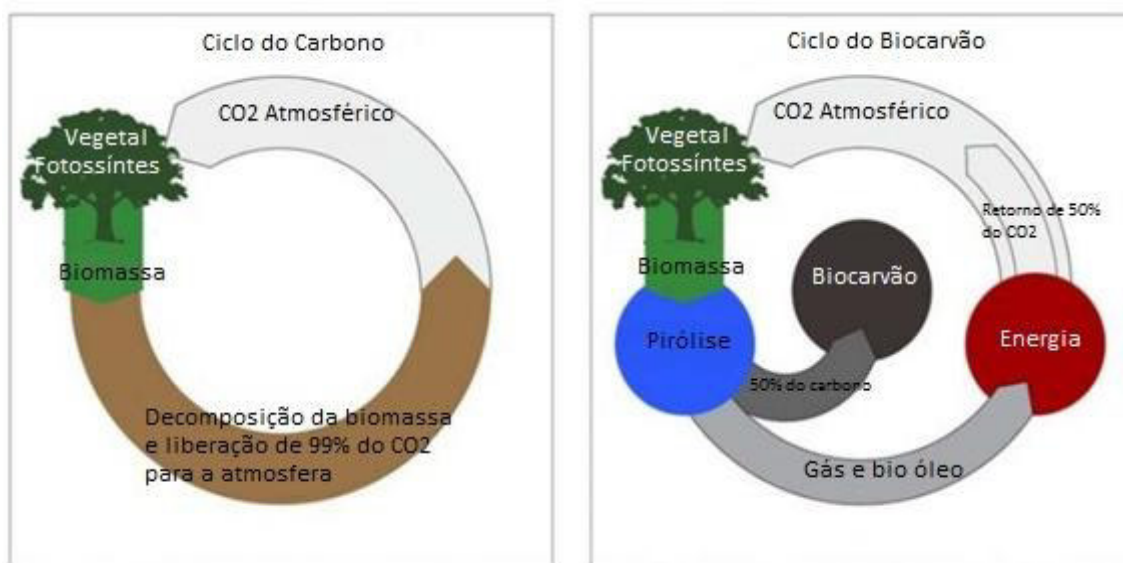 Ciclo do Carbono
CO2 Atmosférico
Vegetal
Fotossíntes
Biomassa
Decomposição da biomassa
e liberação de 99% do CO2
para a atmosfera
Ciclo do Biocarvão
CO2 Atmosférico
Vegetal
Fotossíntes
Retorno de 50%
do CO2
Biomassa
Biocarvão
Pirólise
Energia
50% do carbono
Gás e bio óleo